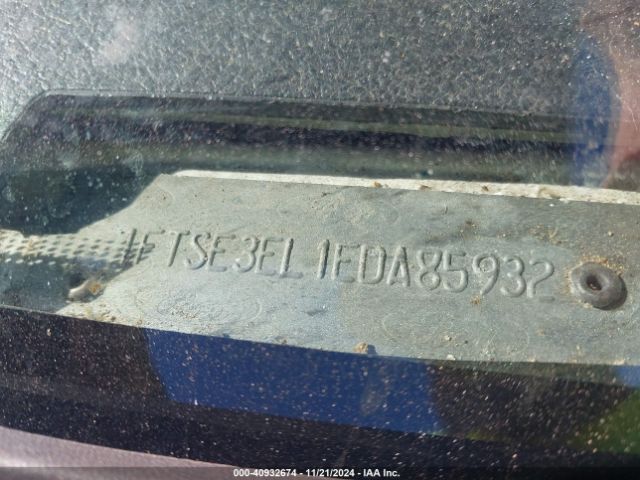 1FTSE3EL1EDA85932
000-40932674 - 11/21/2024 - IAA Inc.